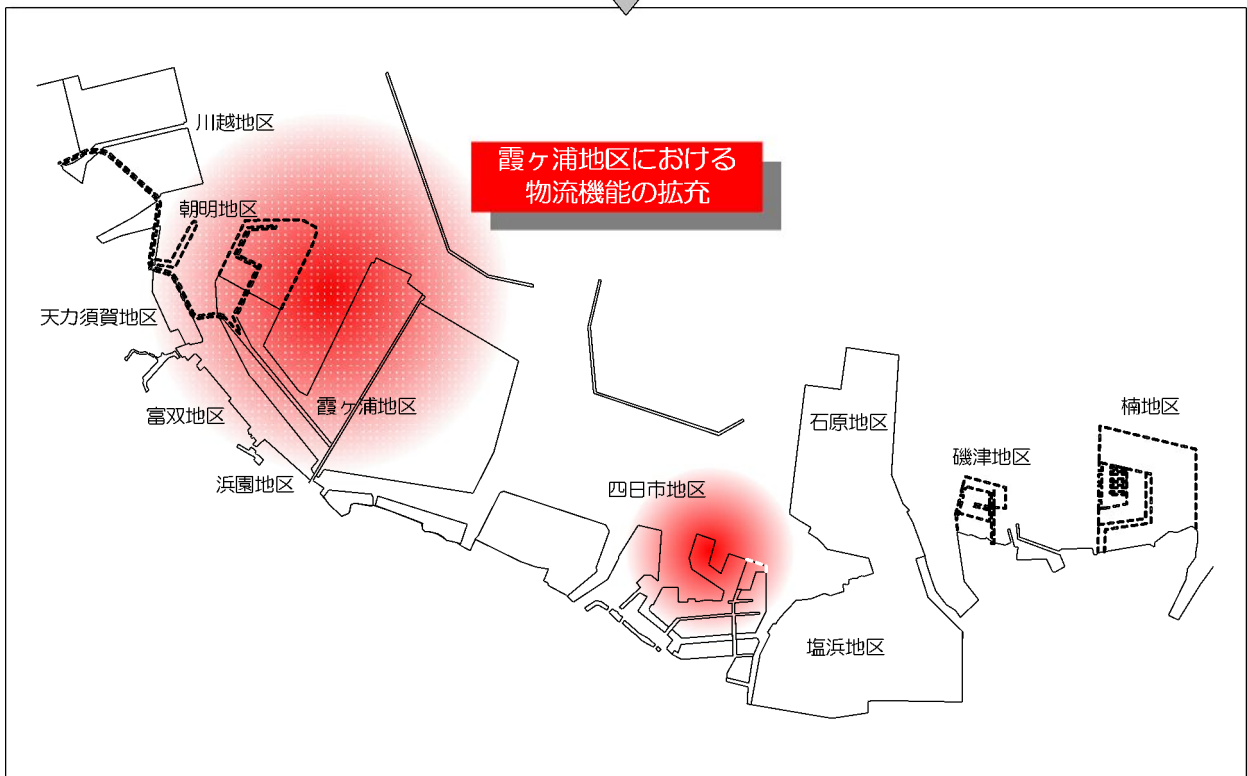 川越地区
霞ヶ浦地区における
物流機能の拡充
朝明地区
天力須賀地区
霞ヶ浦地区
富双地区
浜園地区
四日市地区
石原地区
磯津地区
楠地区
塩浜地区